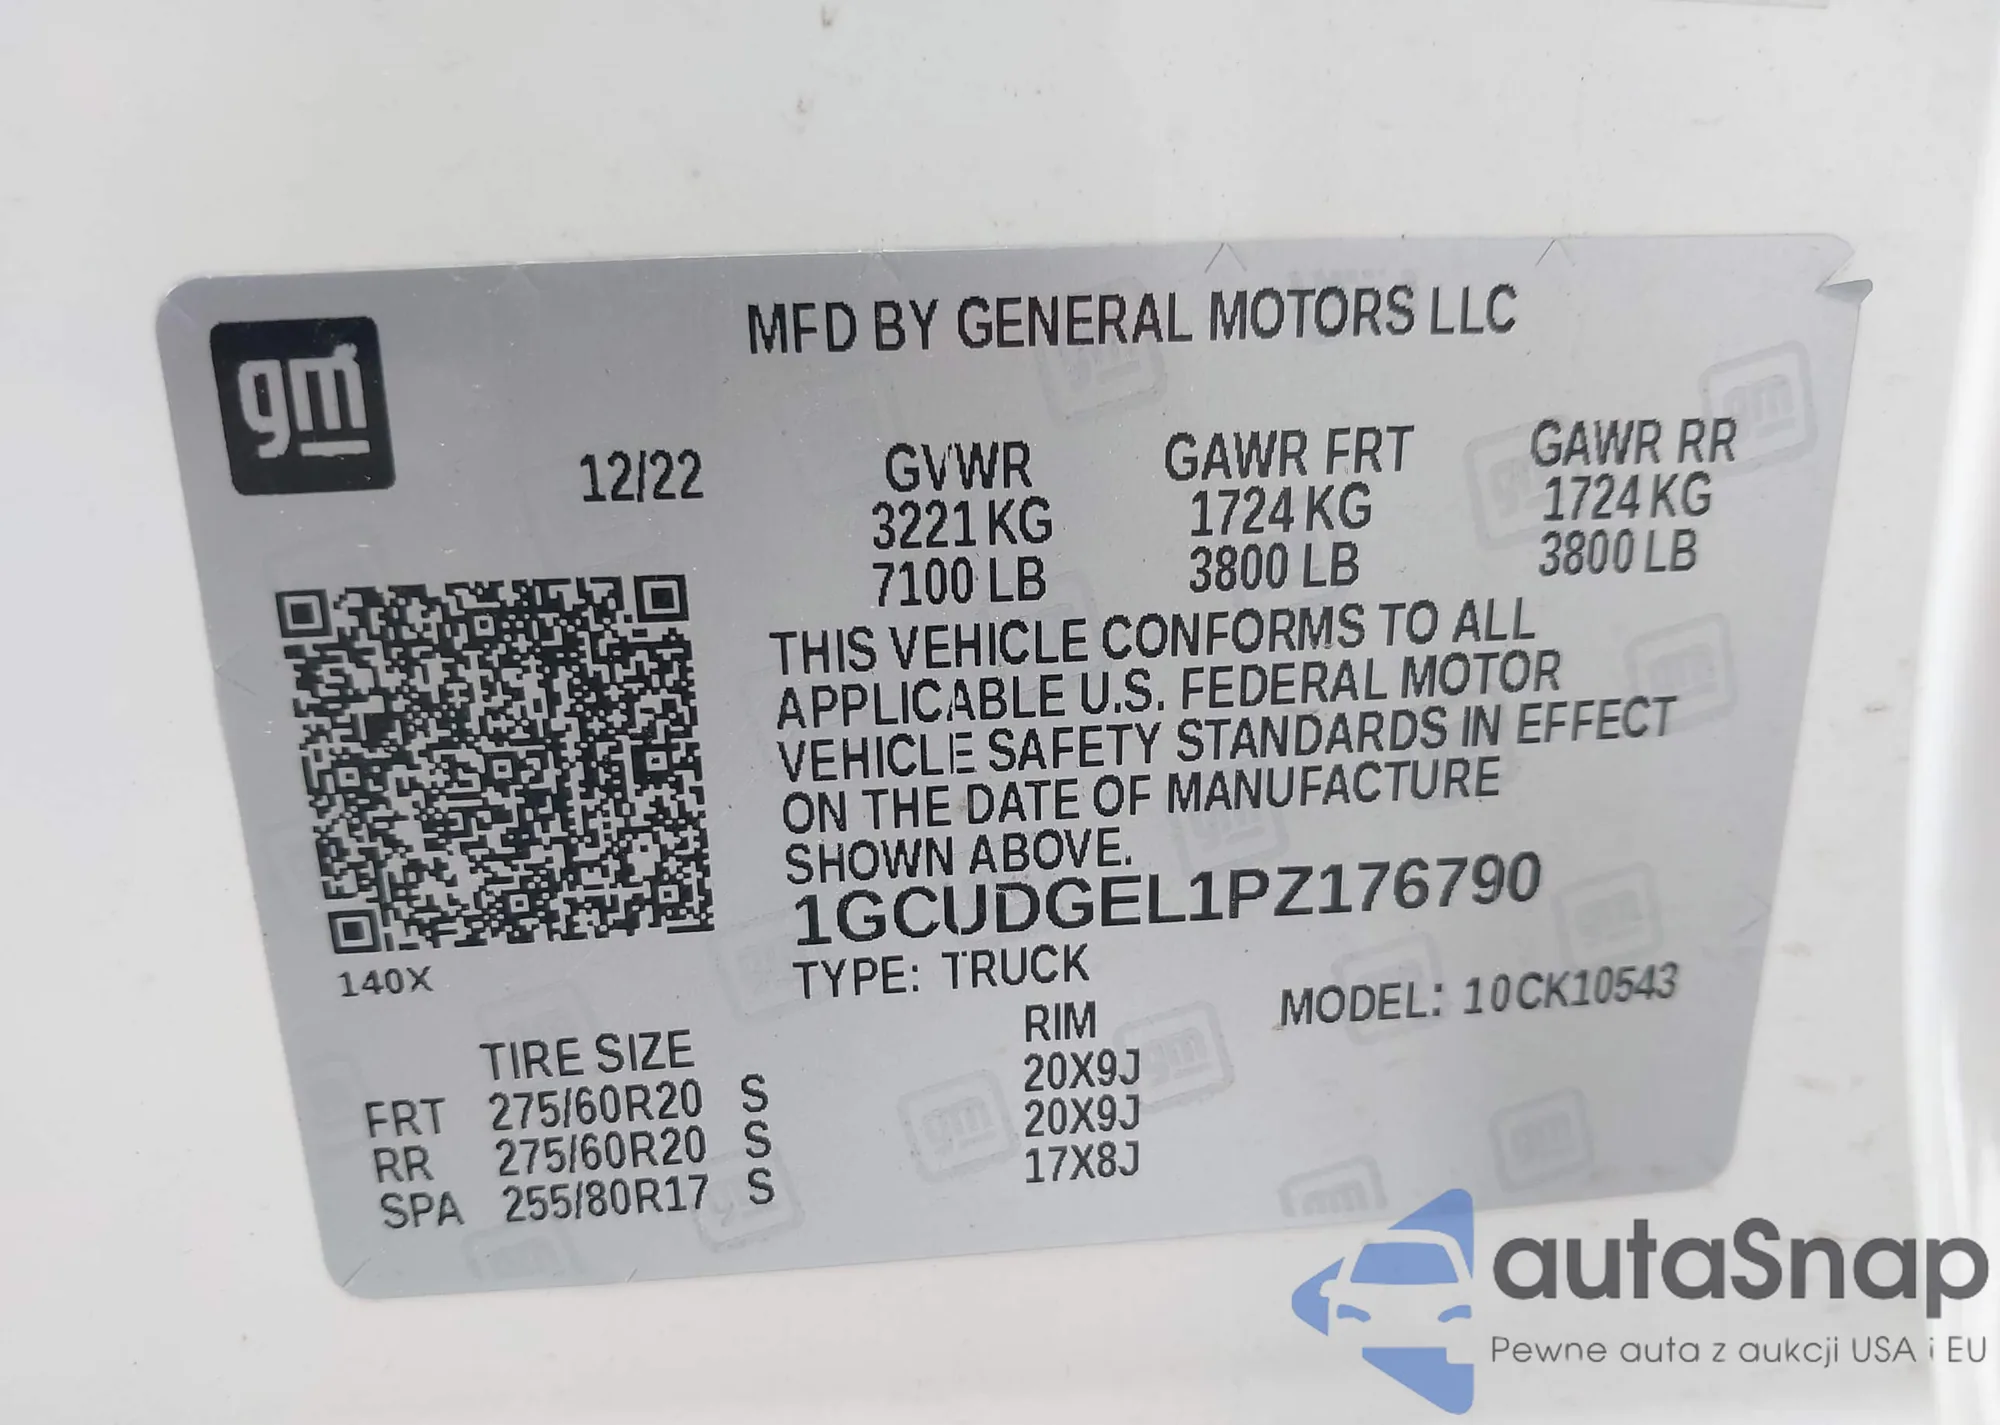 gm
MFD BY GENERAL MOTORS LLC
12/22 GVWR GAWR FRT GAWR RR
3221 KG 1724 KG 1724 KG
7100 LB 3800 LB 3800 LB
THIS VEHICLE CONFORMS TO ALL
APPLICABLE U.S. FEDERAL MOTOR
VEHICLE SAFETY STANDARDS IN EFFECT
ON THE DATE OF MANUFACTURE
SHOWN ABOVE.
1GCUDGEL1PZ176790
140X
TYPE: TRUCK MODEL: 10CK10543
TIRE SIZE RIM
FRT 275/60R20 S 20X9J
RR 275/60R20 S 20X9J
SPA 255/80R17 S 17X8J
autaSnap
Pewne auta z aukcji USA i EU